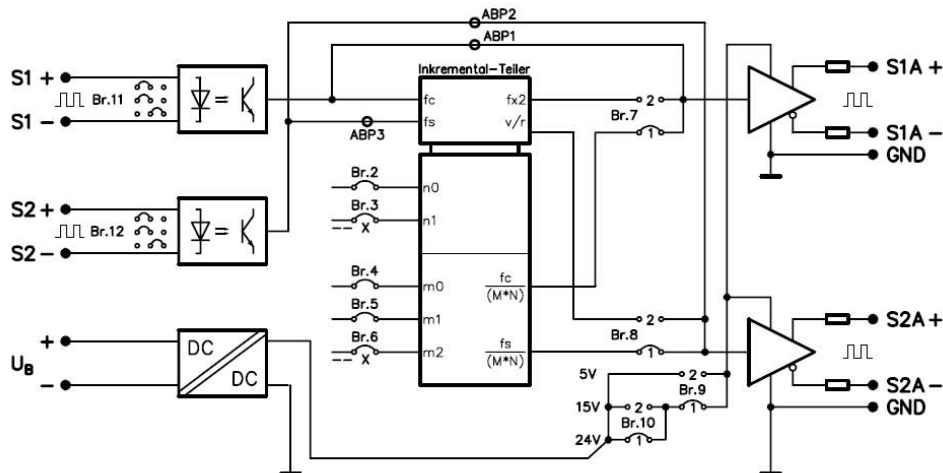 ABP2
ABP1
Inkremental-Teiler
S1 +
Br.11
S1 -
=
fc
fs
ABP3
fx2
v/r
2
Br.7
1
S1A +
S1A -
GND
S2 +
Br.12
S2 -
=
Br.2
n0
Br.3
-- X
n1
Br.4
m0
Br.5
m1
Br.6
-- X
m2
fc
(M*N)
fs
(M*N)
2
Br.8
1
S2A +
S2A -
GND
+
UB
-
DC
DC
5V
2
Br.9
15V
2
1
Br.10
24V
1